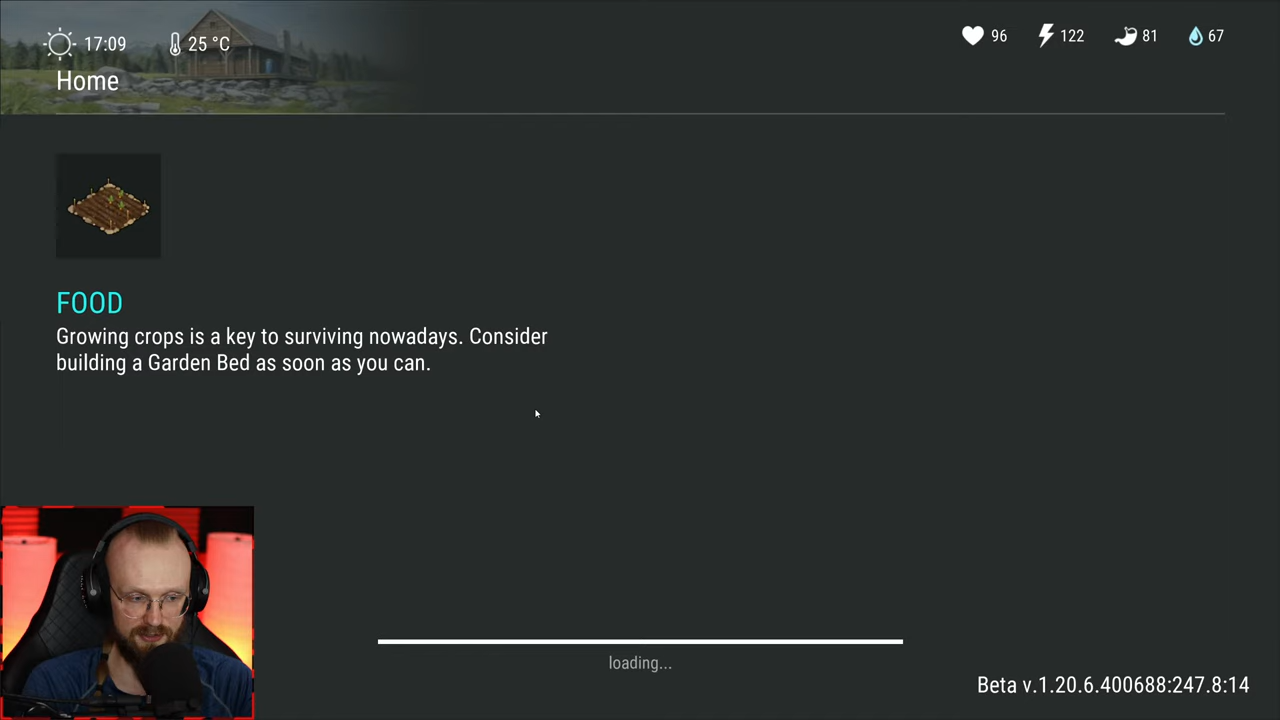 17:09 25 °C 96 122 81 67
Home
FOOD
Growing crops is a key to surviving nowadays. Consider
building a Garden Bed as soon as you can.
loading...
Beta v.1.20.6.400688:247.8:14